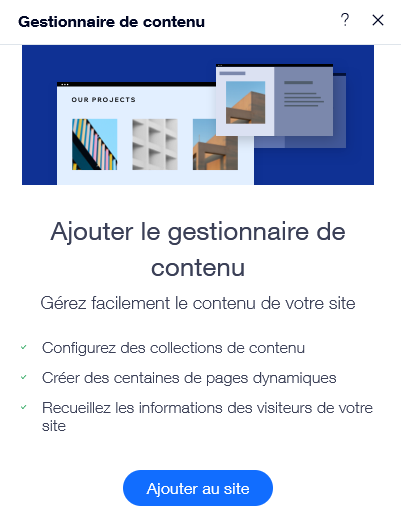 Gestionnaire de contenu
?
OUR PROJECTS
Ajouter le gestionnaire de
contenu
Gérez facilement le contenu de votre site
Configurez des collections de contenu
Créer des centaines de pages dynamiques
Recueillez les informations des visiteurs de votre
site
Ajouter au site